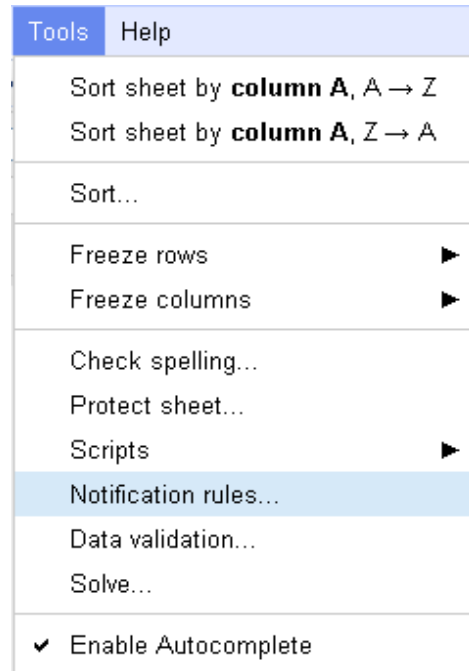 Tools Help
Sort sheet by column A, A → Z
Sort sheet by column A, Z → A
Sort...
Freeze rows ►
Freeze columns ►
Check spelling...
Protect sheet...
Scripts ►
Notification rules...
Data validation...
Solve...
✔ Enable Autocomplete